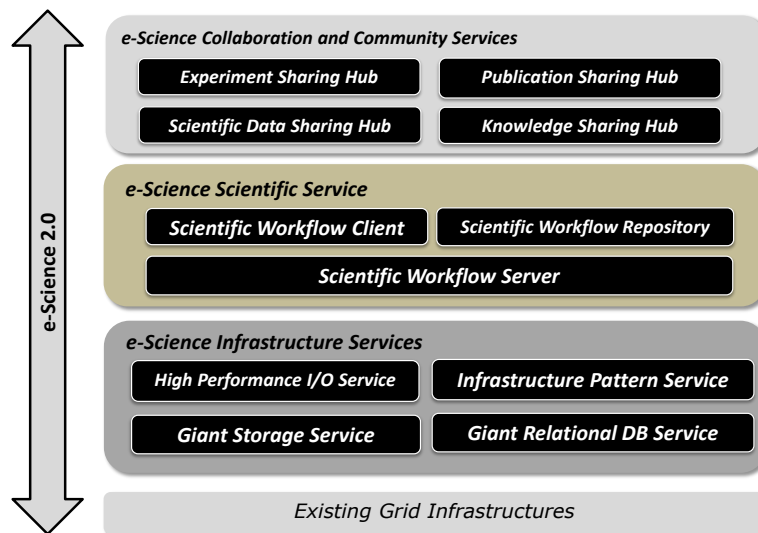 e-Science Collaboration and Community Services
Experiment Sharing Hub
Publication Sharing Hub
Scientific Data Sharing Hub
Knowledge Sharing Hub
e-Science 2.0
e-Science Scientific Service
Scientific Workflow Client
Scientific Workflow Repository
Scientific Workflow Server
e-Science Infrastructure Services
High Performance I/O Service
Infrastructure Pattern Service
Giant Storage Service
Giant Relational DB Service
Existing Grid Infrastructures